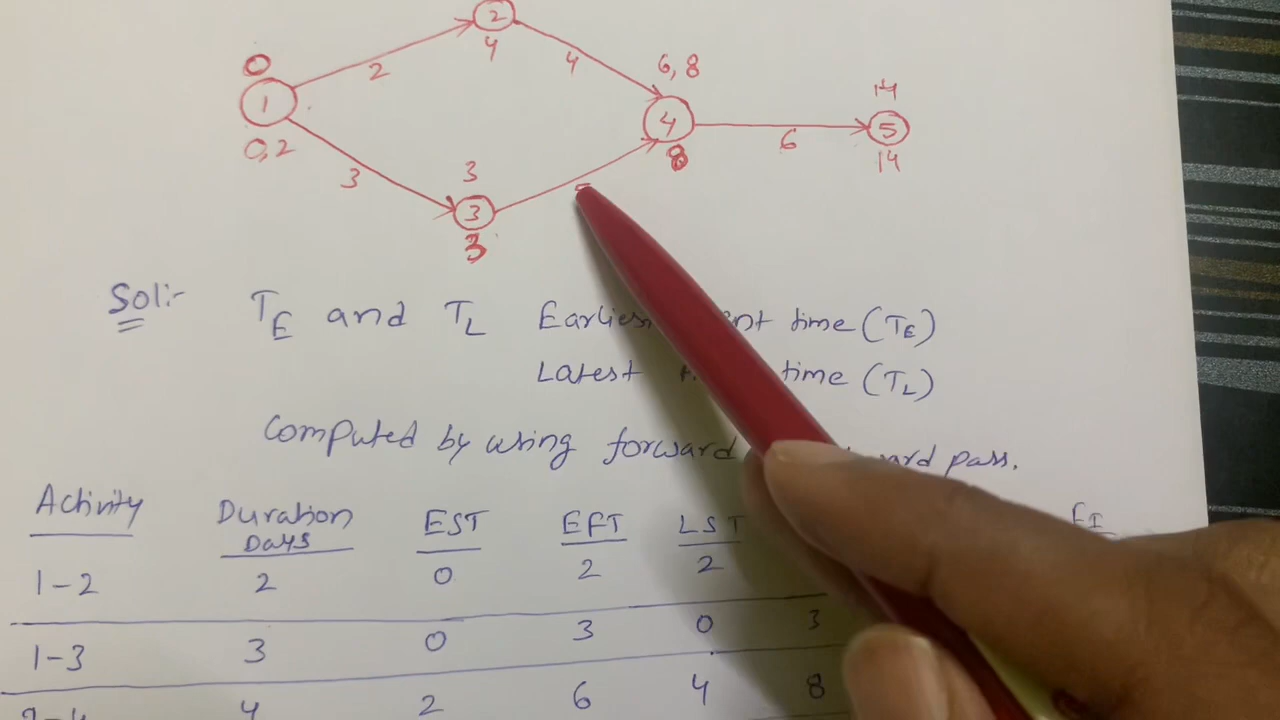 2
4
2
4
0
1
0,2
6,8
4
8
14
5
14
6
3
3
3
3
Sol:-
TE and TL Earliest time (TE)
Latest time (TL)
Computed by using forward pass.
Activity Duration Days EST EFT LST
1-2 2 0 2 2
1-3 3 0 3 0 3
2-4 4 2 6 4 8